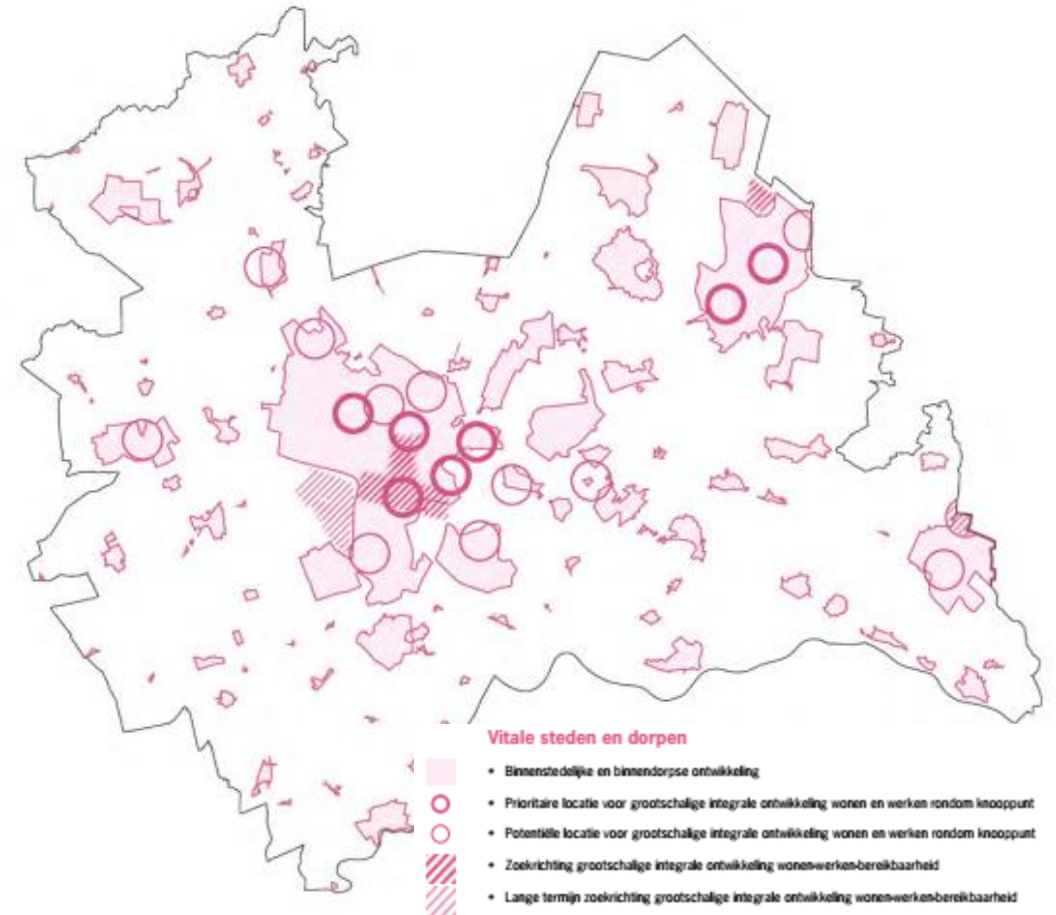 Vitale steden en dorpen
• Binnenstedelijke en binnendorpse ontwikkeling
• Prioritaire locatie voor grootschalige integrale ontwikkeling wonen en werken rondom knooppunt
• Potentiële locatie voor grootschalige integrale ontwikkeling wonen en werken rondom knooppunt
• Zoekrichting grootschalige integrale ontwikkeling wonen-werken-bereikbaarheid
• Lange termijn zoekrichting grootschalige integrale ontwikkeling wonen-werken-bereikbaarheid